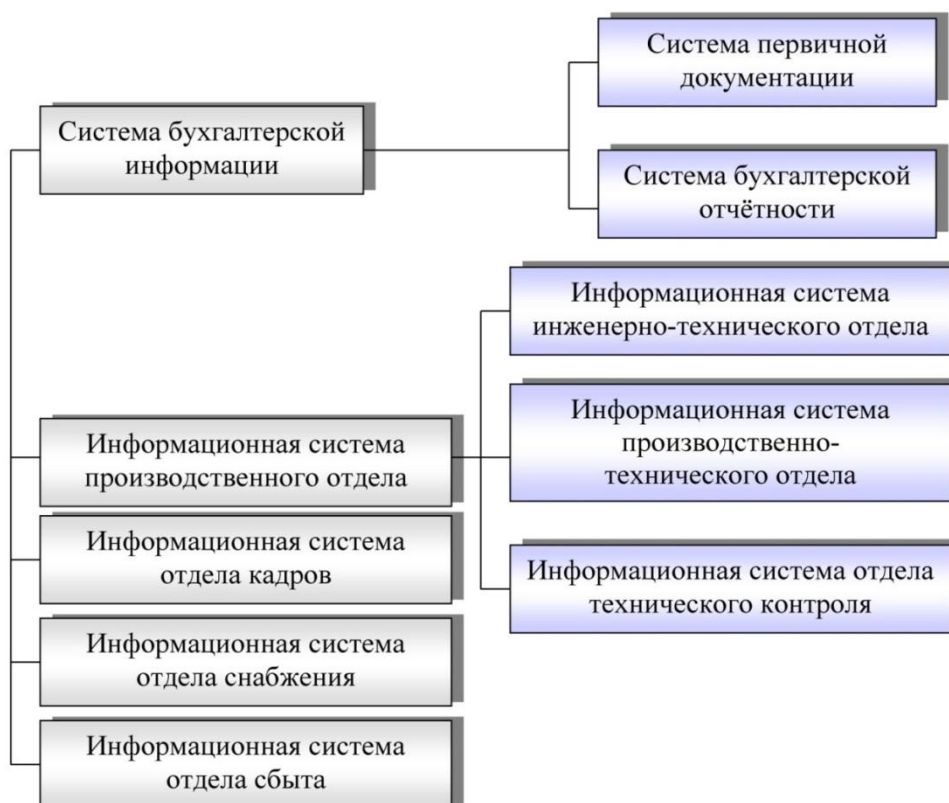 Система первичной
документации
Система бухгалтерской
информации
Система бухгалтерской
отчётности
Информационная система
инженерно-технического отдела
Информационная система
производственного отдела
Информационная система
производственно-
технического отдела
Информационная система
отдела кадров
Информационная система отдела
технического контроля
Информационная система
отдела снабжения
Информационная система
отдела сбыта